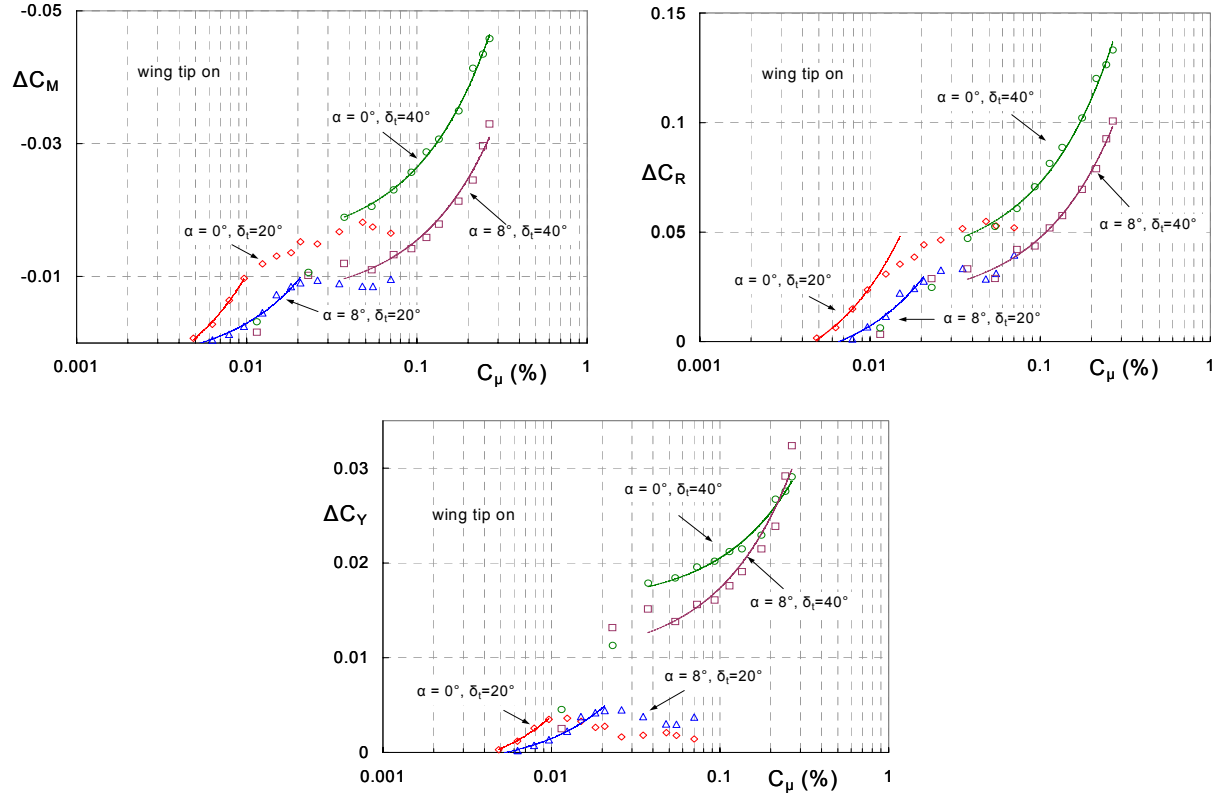 -0.05
ΔC_M
wing tip on
α = 0°, δ_t=40°
-0.03
α = 0°, δ_t=20°
α = 8°, δ_t=40°
-0.01
α = 8°, δ_t=20°
0.001
0.01
0.1
1
C_μ (%)
0.15
wing tip on
α = 0°, δ_t=40°
0.1
ΔC_R
α = 8°, δ_t=40°
0.05
α = 0°, δ_t=20°
α = 8°, δ_t=20°
0
0.001
0.01
0.1
1
C_μ (%)
0.03
α = 0°, δ_t=40°
ΔC_Y
wing tip on
0.02
α = 8°, δ_t=40°
0.01
α = 0°, δ_t=20°
α = 8°, δ_t=20°
0
0.001
0.01
0.1
1
C_μ (%)